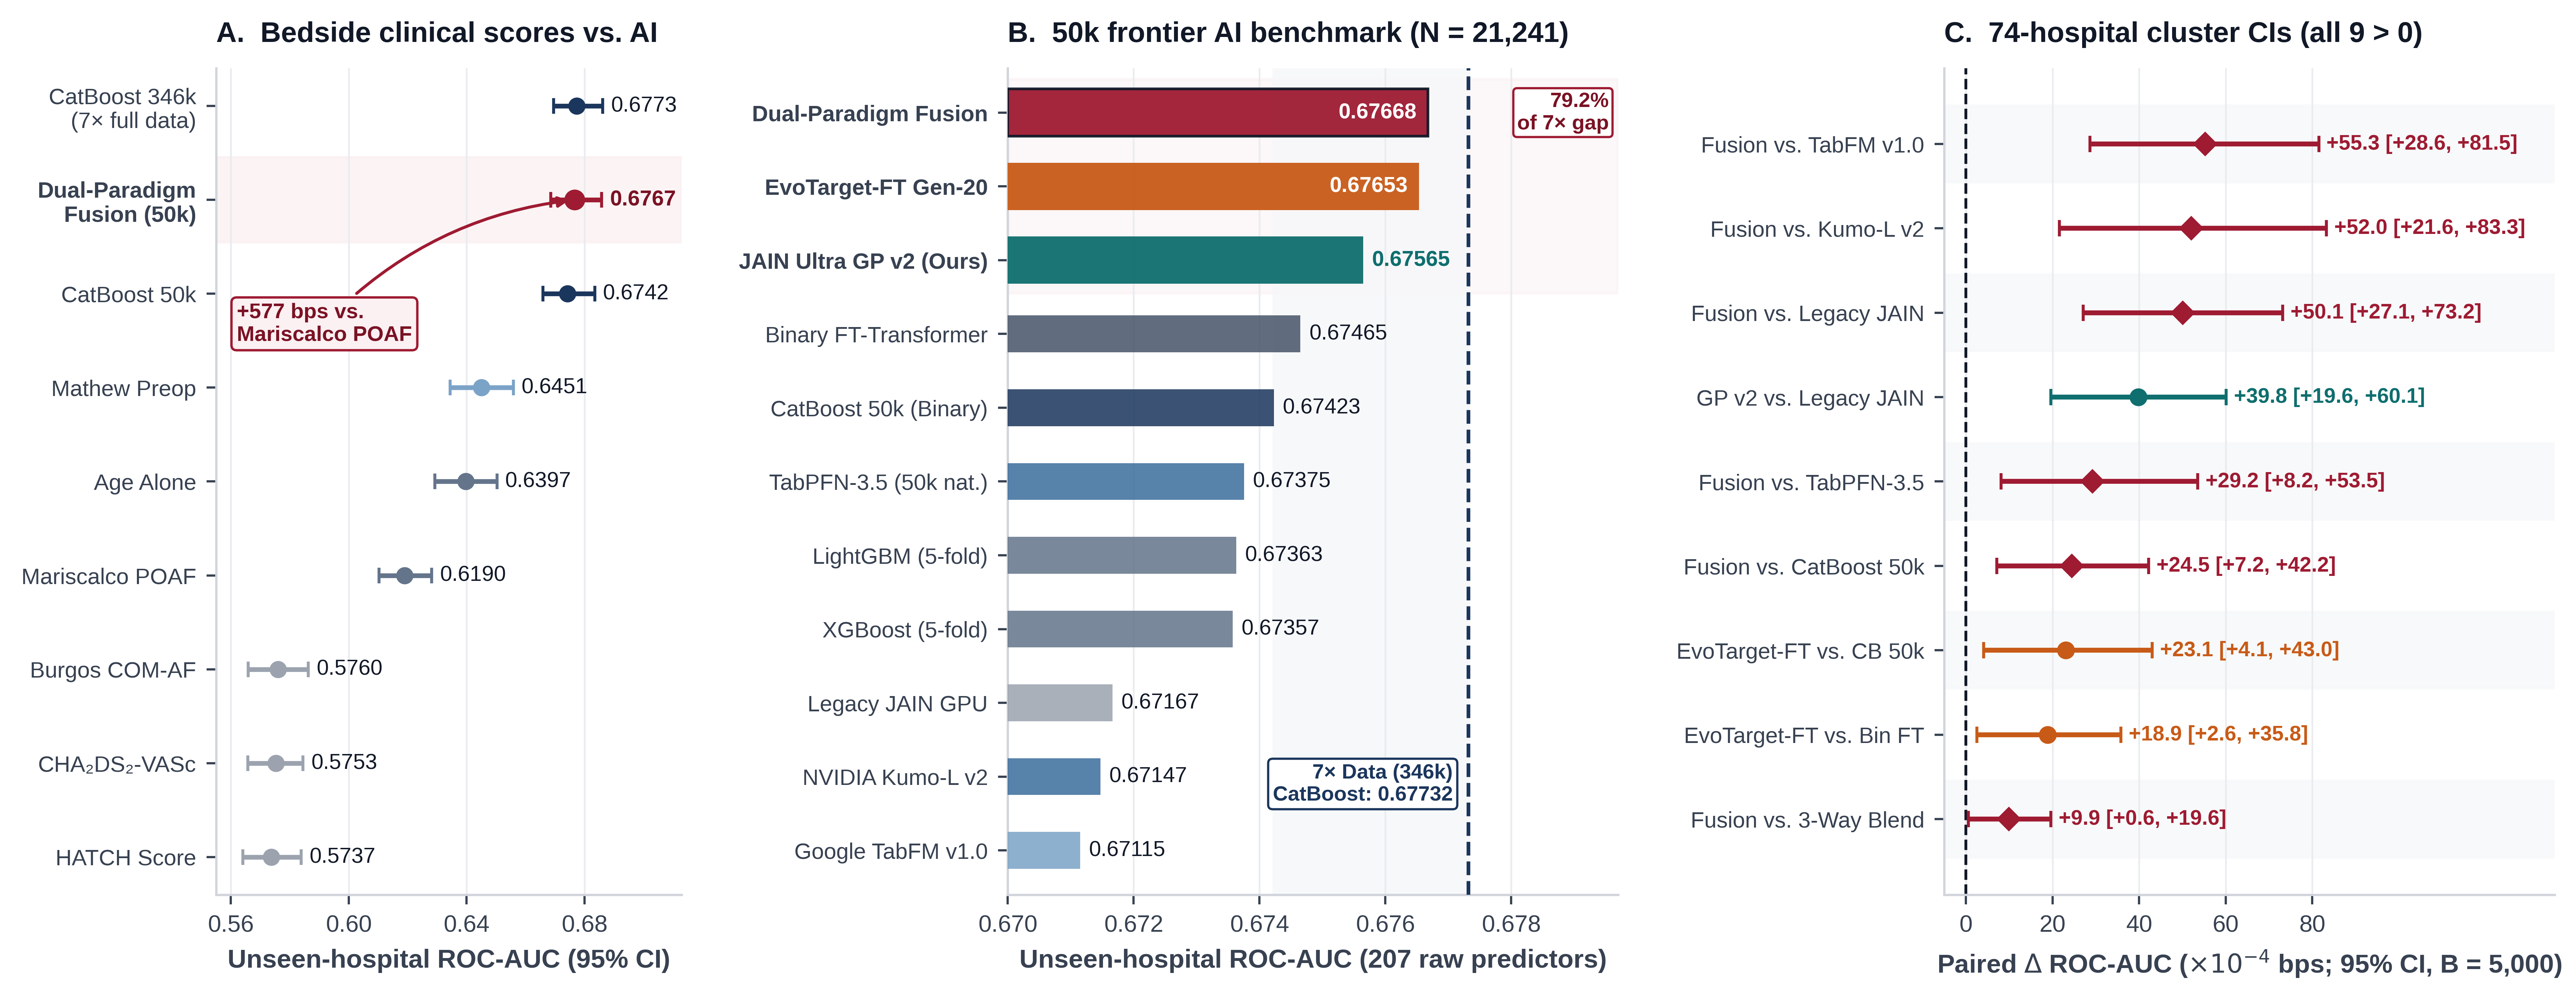 A. Bedside clinical scores vs. AI
CatBoost 346k
(7× full data)
0.6773
Dual-Paradigm
Fusion (50k)
0.6767
CatBoost 50k
0.6742
+577 bps vs.
Mariscalco POAF
Mathew Preop
0.6451
Age Alone
0.6397
Mariscalco POAF
0.6190
Burgos COM-AF
0.5760
CHA₂DS₂-VASc
0.5753
HATCH Score
0.5737
0.56 0.60 0.64 0.68
Unseen-hospital ROC-AUC (95% CI)
B. 50k frontier AI benchmark (N = 21,241)
Dual-Paradigm Fusion
0.67668
79.2%
of 7× gap
EvoTarget-FT Gen-20
0.67653
JAIN Ultra GP v2 (Ours)
0.67565
Binary FT-Transformer
0.67465
CatBoost 50k (Binary)
0.67423
TabPFN-3.5 (50k nat.)
0.67375
LightGBM (5-fold)
0.67363
XGBoost (5-fold)
0.67357
Legacy JAIN GPU
0.67167
NVIDIA Kumo-L v2
0.67147
7× Data (346k)
CatBoost: 0.67732
Google TabFM v1.0
0.67115
0.670 0.672 0.674 0.676 0.678
Unseen-hospital ROC-AUC (207 raw predictors)
C. 74-hospital cluster CIs (all 9 > 0)
Fusion vs. TabFM v1.0
+55.3 [+28.6, +81.5]
Fusion vs. Kumo-L v2
+52.0 [+21.6, +83.3]
Fusion vs. Legacy JAIN
+50.1 [+27.1, +73.2]
GP v2 vs. Legacy JAIN
+39.8 [+19.6, +60.1]
Fusion vs. TabPFN-3.5
+29.2 [+8.2, +53.5]
Fusion vs. CatBoost 50k
+24.5 [+7.2, +42.2]
EvoTarget-FT vs. CB 50k
+23.1 [+4.1, +43.0]
EvoTarget-FT vs. Bin FT
+18.9 [+2.6, +35.8]
Fusion vs. 3-Way Blend
+9.9 [+0.6, +19.6]
0 20 40 60 80
Paired Δ ROC-AUC (×10⁻⁴ bps; 95% CI, B = 5,000)